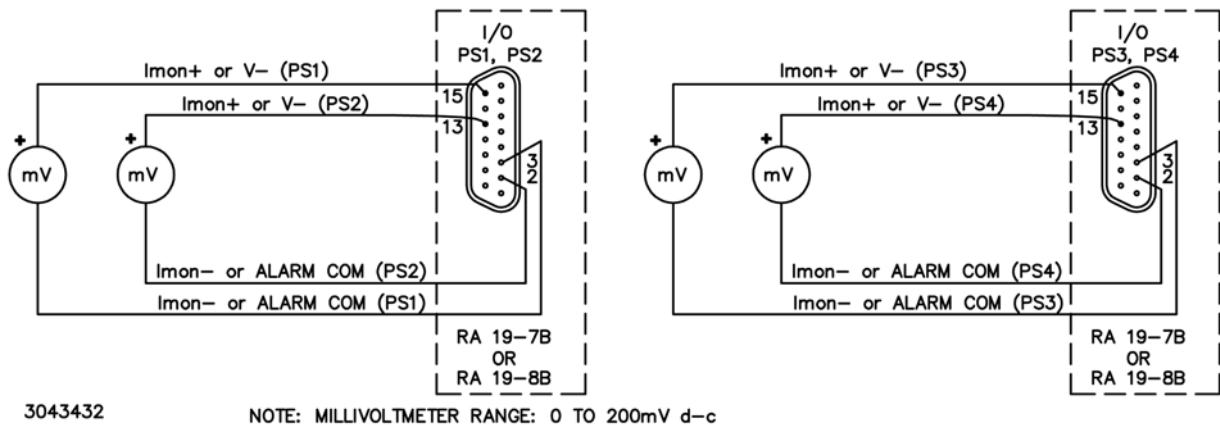 I/O
PS1, PS2
Imon+ or V- (PS1)
15
Imon+ or V- (PS2)
13
+
+
mV
mV
3
2
Imon- or ALARM COM (PS2)
Imon- or ALARM COM (PS1)
RA 19-7B
OR
RA 19-8B
I/O
PS3, PS4
Imon+ or V- (PS3)
15
Imon+ or V- (PS4)
13
+
+
mV
mV
3
2
Imon- or ALARM COM (PS4)
Imon- or ALARM COM (PS3)
RA 19-7B
OR
RA 19-8B
3043432
NOTE: MILLIVOLTMETER RANGE: 0 TO 200mV d-c